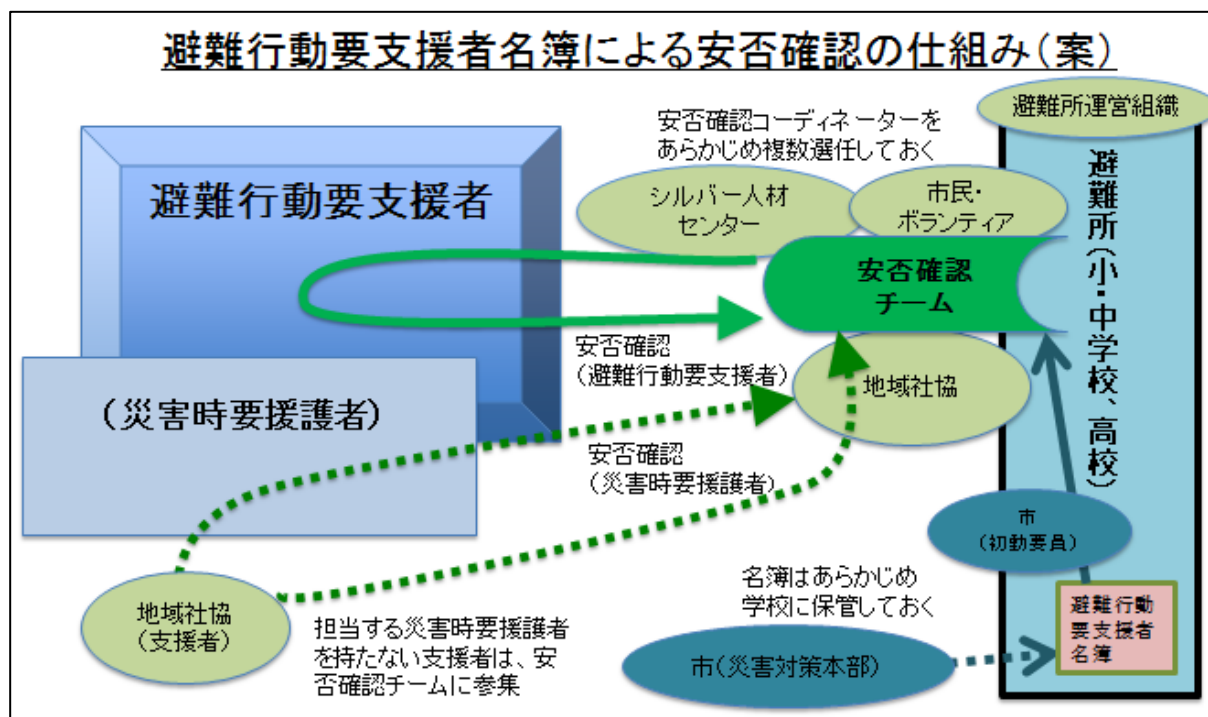 避難行動要支援者名簿による安否確認の仕組み(案)
避難所運営組織
安否確認コーディネーターを
あらかじめ複数選任しておく
避難行動要支援者
シルバー人材
センター
市民・
ボランティア
避難所(小・中学校、高校)
安否確認
チーム
安否確認
(避難行動要支援者)
地域社協
(災害時要援護者)
安否確認
(災害時要援護者)
市
(初動要員)
名簿はあらかじめ
学校に保管しておく
避難行動
要支援者
名簿
地域社協
(支援者)
担当する災害時要援護者
を持たない支援者は、安
否確認チームに参集
市(災害対策本部)